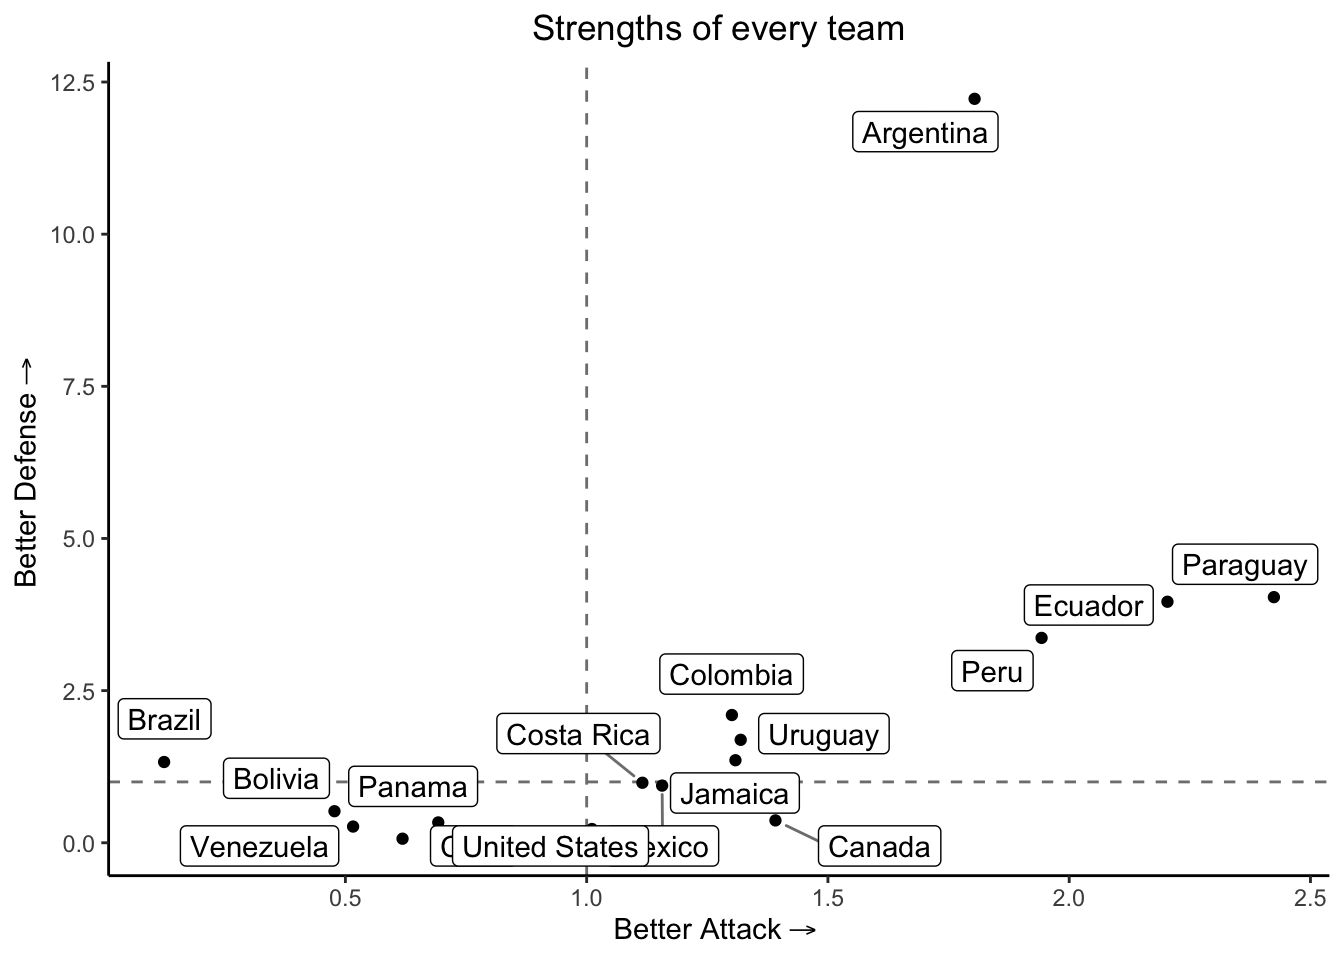 Strengths of every team
12.5
Argentina
10.0
7.5
Better Defense →
5.0
Paraguay
Ecuador
Peru
Colombia
2.5
Brazil
Costa Rica
Uruguay
Bolivia
Panama
Jamaica
0.0
Venezuela
United States
Canada
0.5
1.0
1.5
2.0
2.5
Better Attack →